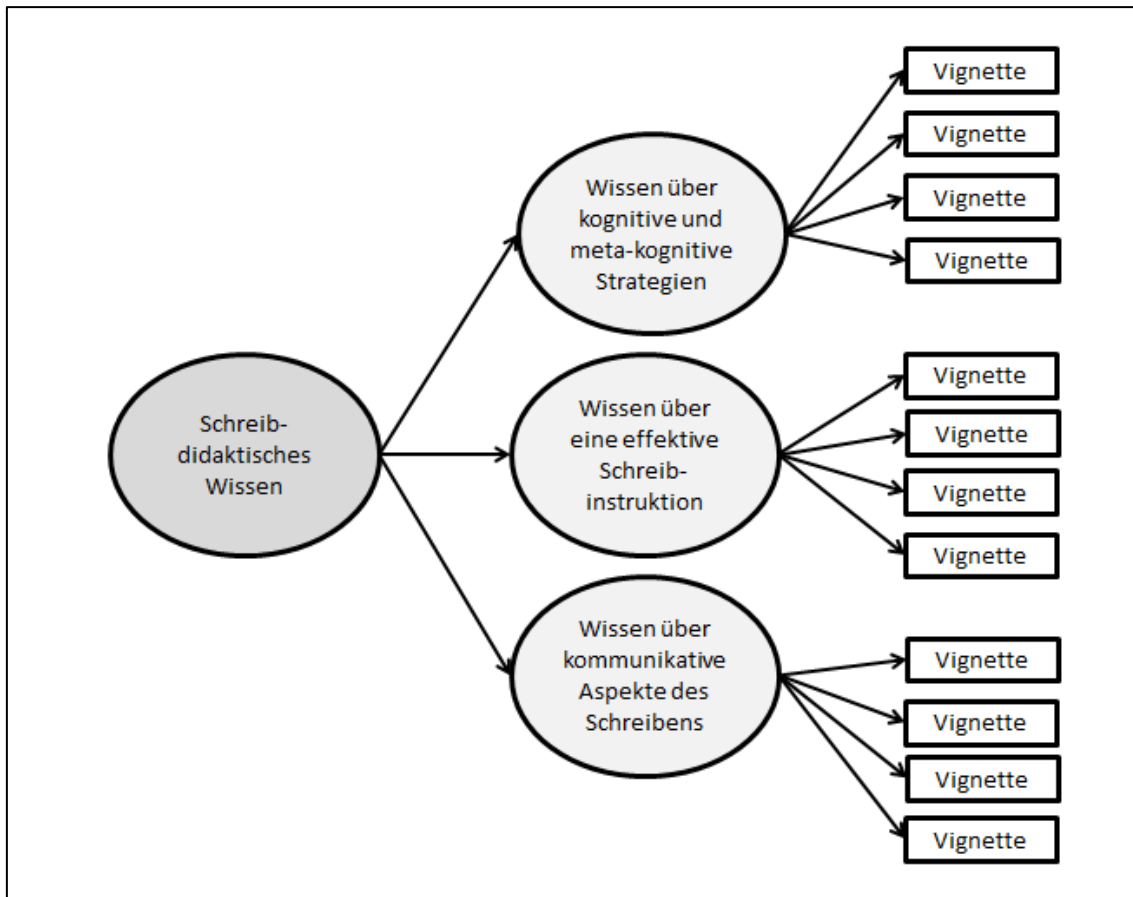 Schreib-
didaktisches
Wissen
Wissen über
kognitive und
meta-kognitive
Strategien
Vignette
Vignette
Vignette
Vignette
Wissen über
eine effektive
Schreib-
instruktion
Vignette
Vignette
Vignette
Vignette
Wissen über
kommunikative
Aspekte des
Schreibens
Vignette
Vignette
Vignette
Vignette